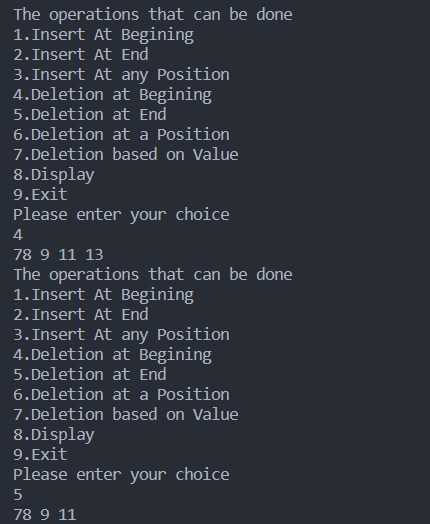 The operations that can be done
1.Insert At Begining
2.Insert At End
3.Insert At any Position
4.Deletion at Begining
5.Deletion at End
6.Deletion at a Position
7.Deletion based on Value
8.Display
9.Exit
Please enter your choice
4
78 9 11 13
The operations that can be done
1.Insert At Begining
2.Insert At End
3.Insert At any Position
4.Deletion at Begining
5.Deletion at End
6.Deletion at a Position
7.Deletion based on Value
8.Display
9.Exit
Please enter your choice
5
78 9 11